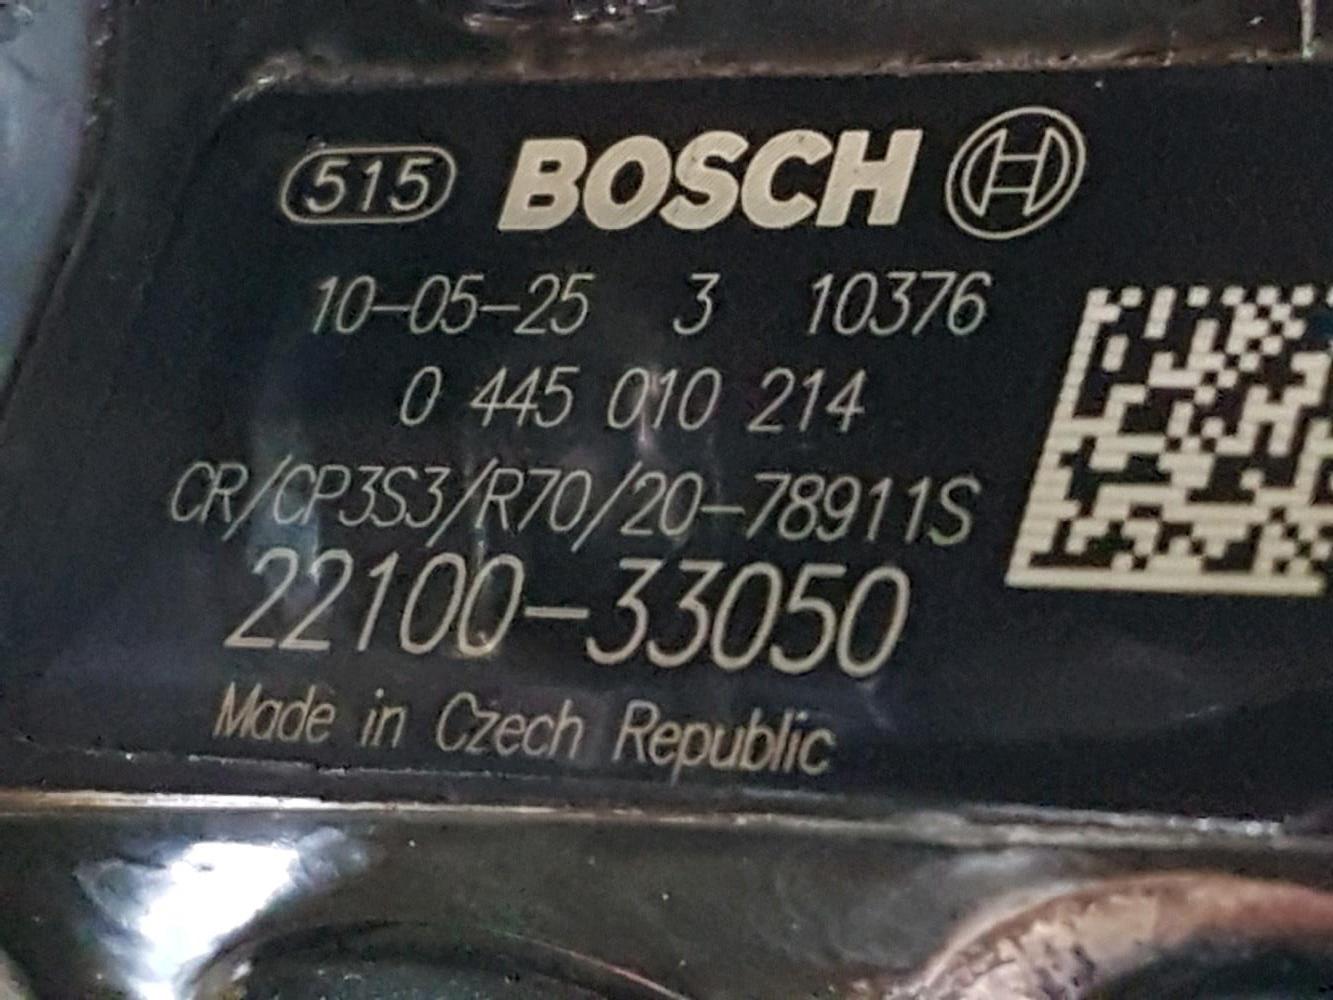 515 BOSCH
10-05-25 3 10376
0 445 010 214
CR/CP3S3/R70/20-78911S
22100-33050
Made in Czech Republic